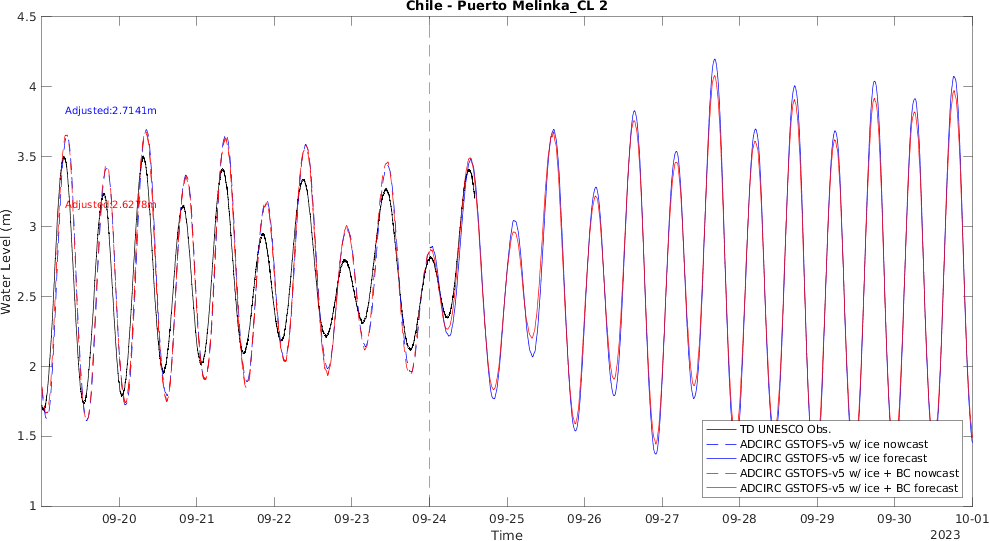 Chile - Puerto Melinka_CL 2
4.5
4
3.5
3
2.5
2
1.5
1
Water Level (m)
Adjusted:2.7141m
Adjusted:2.6278m
TD UNESCO Obs.
ADCIRC GSTOFS-v5 w/ ice nowcast
ADCIRC GSTOFS-v5 w/ ice forecast
ADCIRC GSTOFS-v5 w/ ice + BC nowcast
ADCIRC GSTOFS-v5 w/ ice + BC forecast
09-20 09-21 09-22 09-23 09-24 09-25 09-26 09-27 09-28 09-29 09-30 10-01
Time
2023